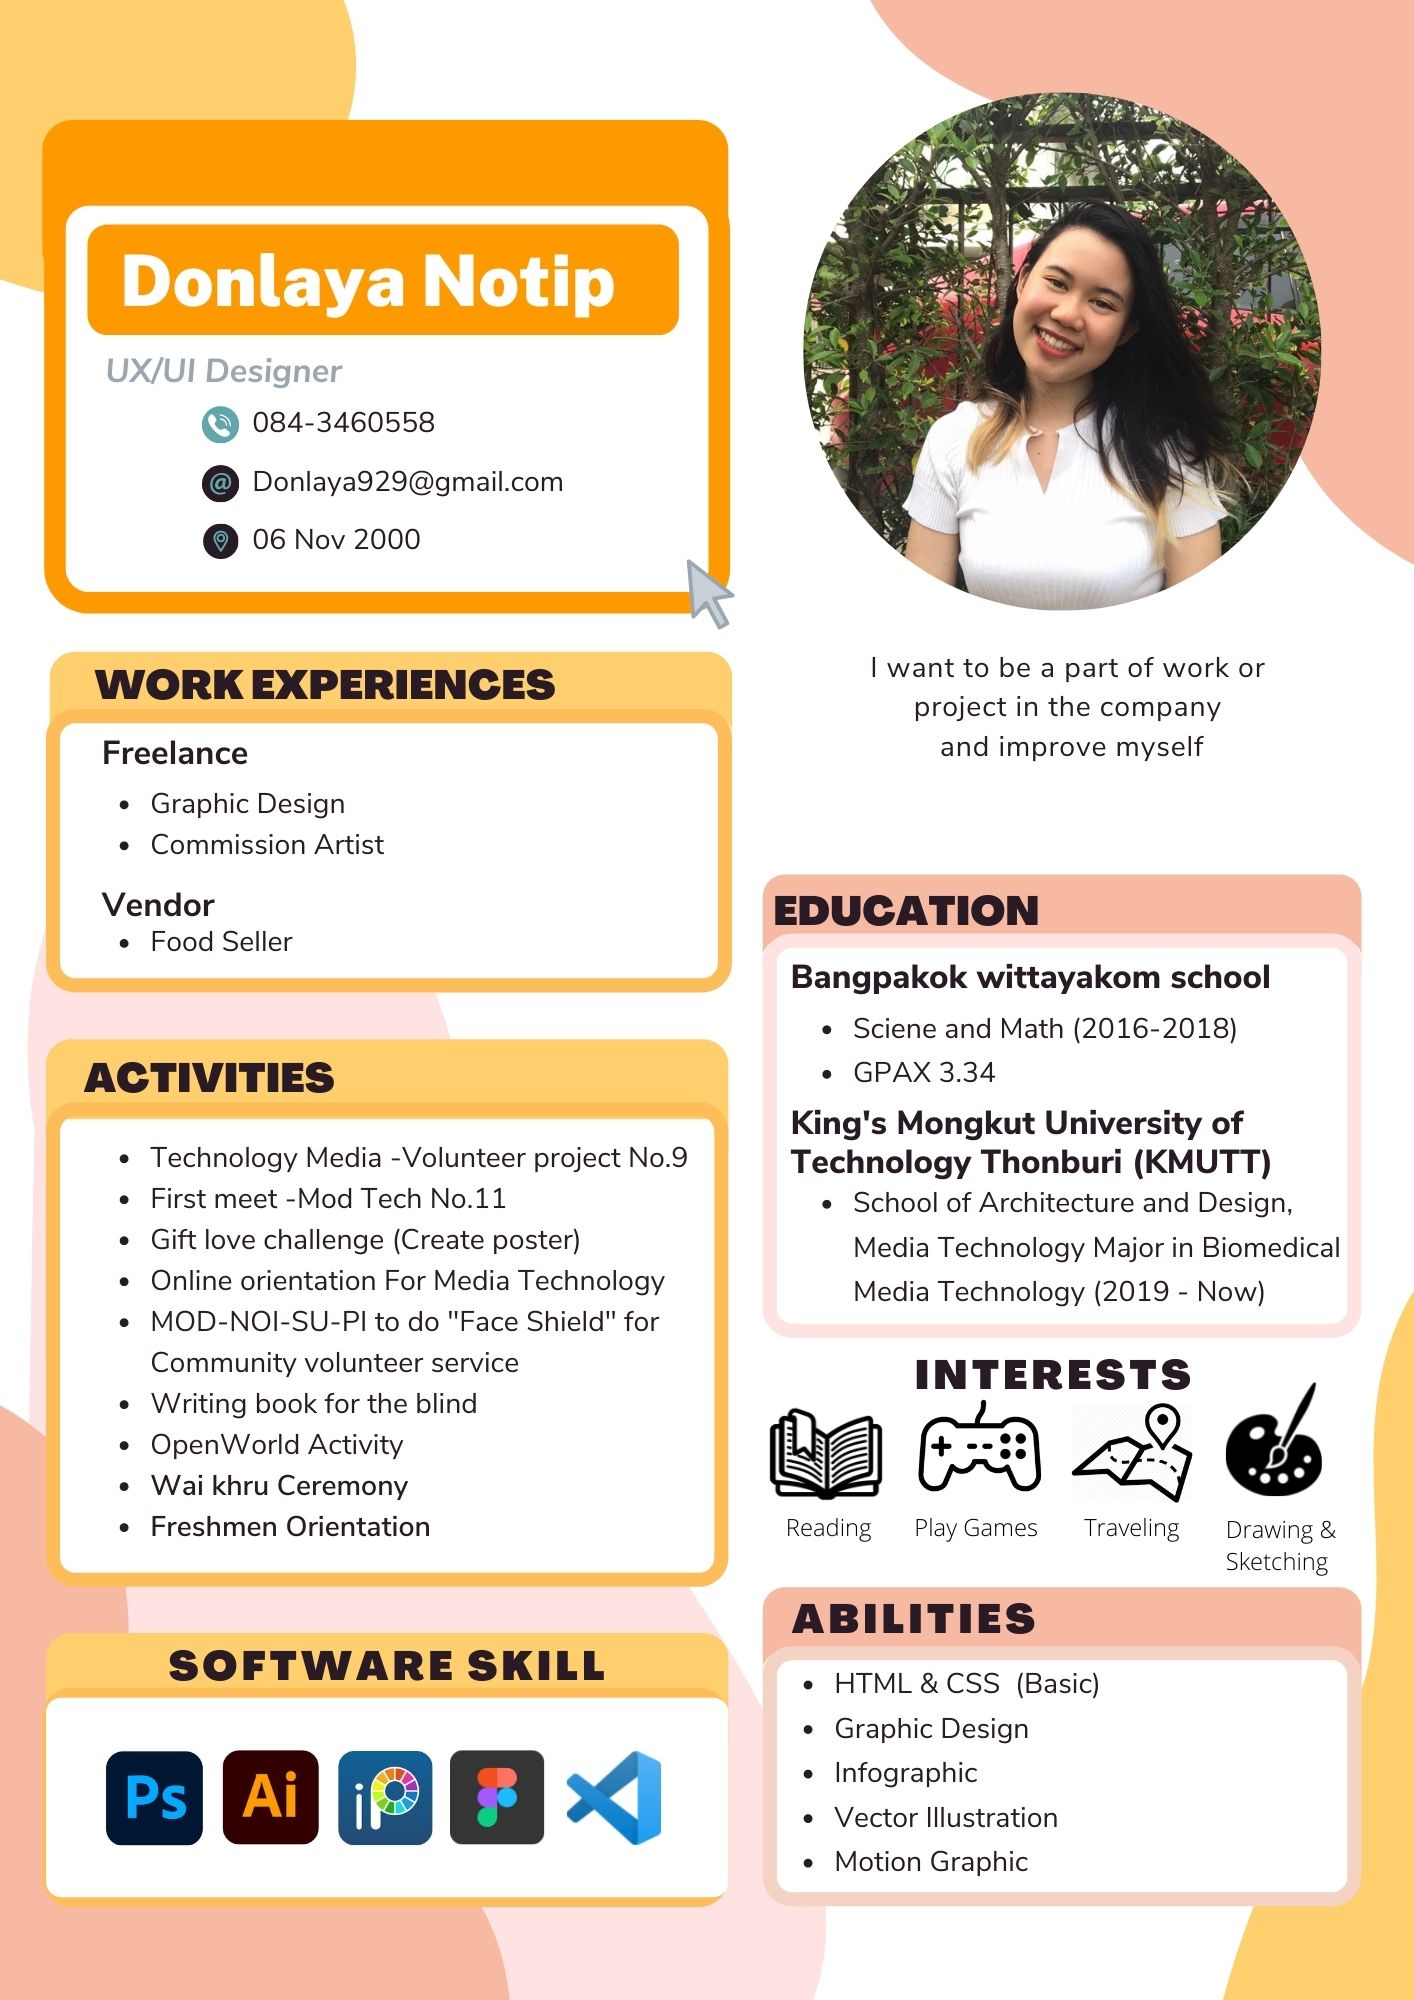 Donlaya Notip
UX/UI Designer
084-3460558
@ Donlaya929@gmail.com
06 Nov 2000
I want to be a part of work or
project in the company
and improve myself
WORK EXPERIENCES
Freelance
• Graphic Design
• Commission Artist
Vendor
• Food Seller
ACTIVITIES
• Technology Media -Volunteer project No.9
• First meet -Mod Tech No.11
• Gift love challenge (Create poster)
• Online orientation For Media Technology
• MOD-NOI-SU-PI to do "Face Shield" for
Community volunteer service
• Writing book for the blind
• OpenWorld Activity
• Wai khru Ceremony
• Freshmen Orientation
SOFTWARE SKILL
Ps Ai iP
EDUCATION
Bangpakok wittayakom school
• Sciene and Math (2016-2018)
• GPAX 3.34
King's Mongkut University of
Technology Thonburi (KMUTT)
• School of Architecture and Design,
Media Technology Major in Biomedical
Media Technology (2019 - Now)
INTERESTS
Reading Play Games Traveling Drawing &
Sketching
ABILITIES
• HTML & CSS  (Basic)
• Graphic Design
• Infographic
• Vector Illustration
• Motion Graphic